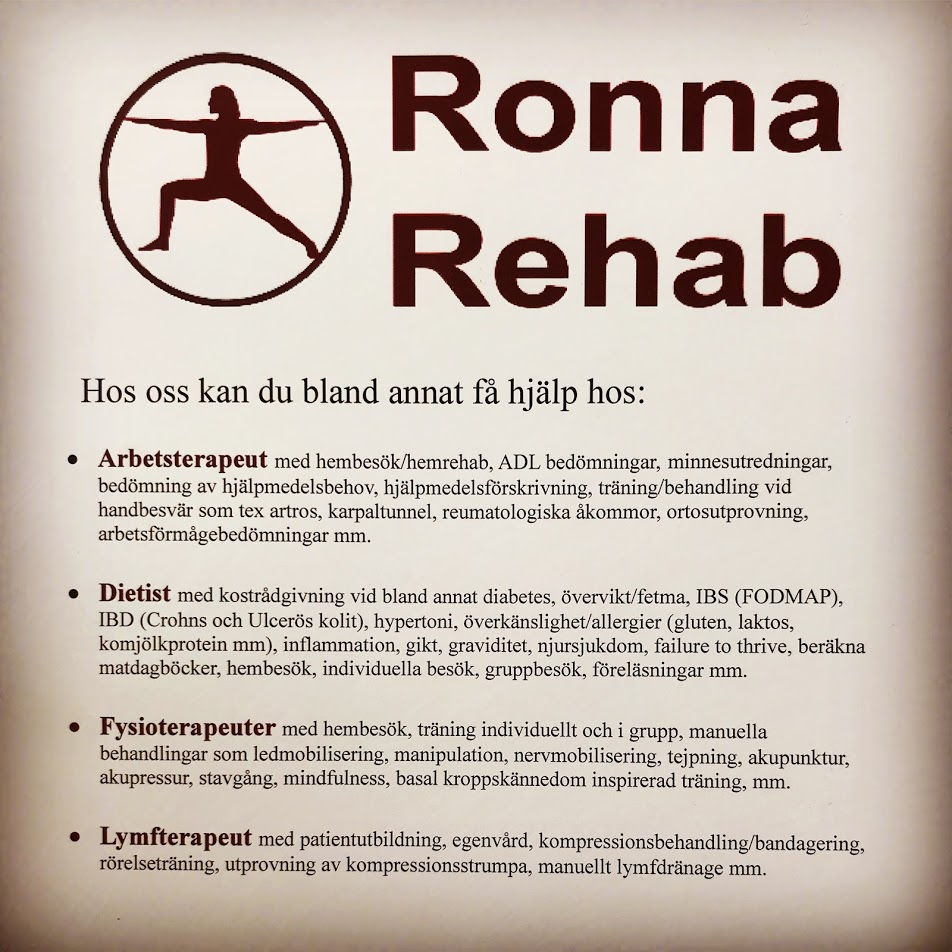 Ronna
Rehab
Hos oss kan du bland annat få hjälp hos:
• Arbetsterapeut med hembesök/hemrehab, ADL bedömningar, minnesutredningar,
bedömning av hjälpmedelsbehov, hjälpmedelsförskrivning, träning/behandling vid
handbesvär som tex artros, karpaltunnel, reumatologiska åkommor, ortosutprovning,
arbetsförmågebedömningar mm.
• Dietist med kostrådgivning vid bland annat diabetes, övervikt/fetma, IBS (FODMAP),
IBD (Crohns och Ulcerös kolit), hypertoni, överkänslighet/allergier (gluten, laktos,
komjölkprotein mm), inflammation, gikt, graviditet, njursjukdom, failure to thrive, beräkna
matdagböcker, hembesök, individuella besök, gruppbesök, föreläsningar mm.
• Fysioterapeuter med hembesök, träning individuellt och i grupp, manuella
behandlingar som ledmobilisering, manipulation, nervmobilisering, tejpning, akupunktur,
akupressur, stavgång, mindfulness, basal kroppskännedom inspirerad träning, mm.
• Lymfterapeut med patientutbildning, egenvård, kompressionsbehandling/bandagering,
rörelseträning, utprovning av kompressionsstrumpa, manuellt lymfdränage mm.